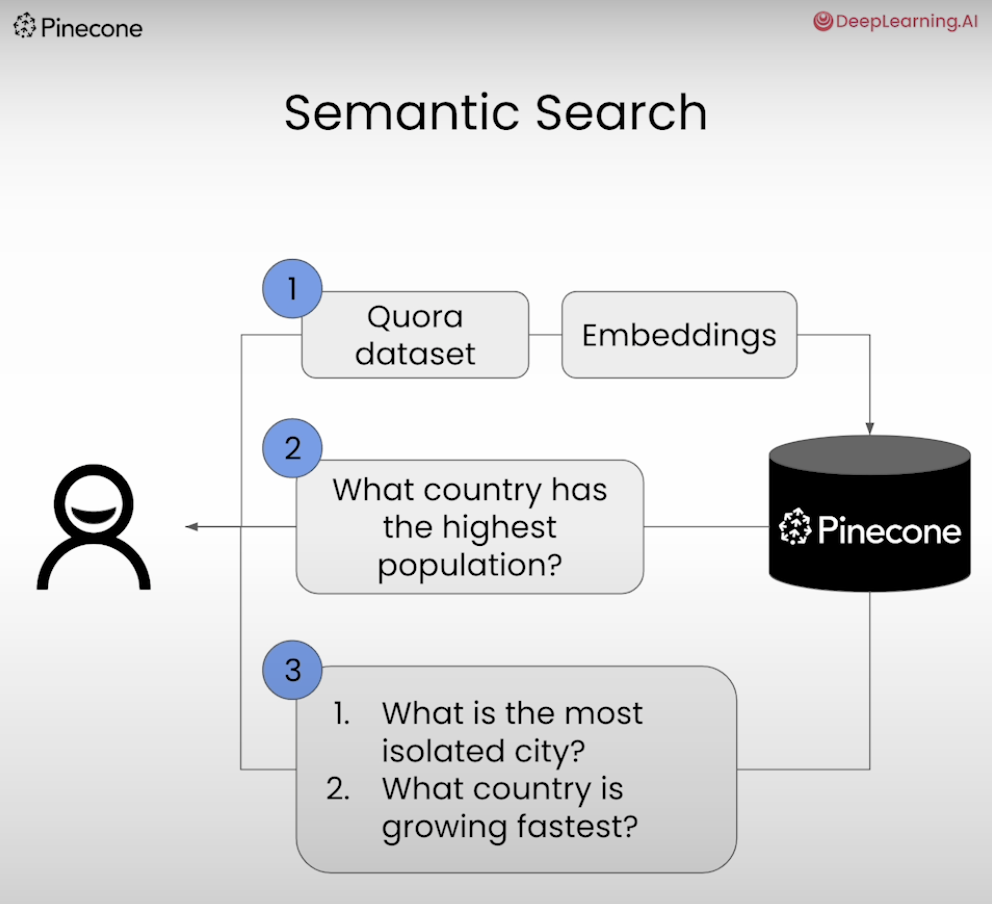 Pinecone
DeepLearning.AI
Semantic Search
1
Quora
dataset
Embeddings
2
What country has
the highest
population?
Pinecone
3
1. What is the most
isolated city?
2. What country is
growing fastest?